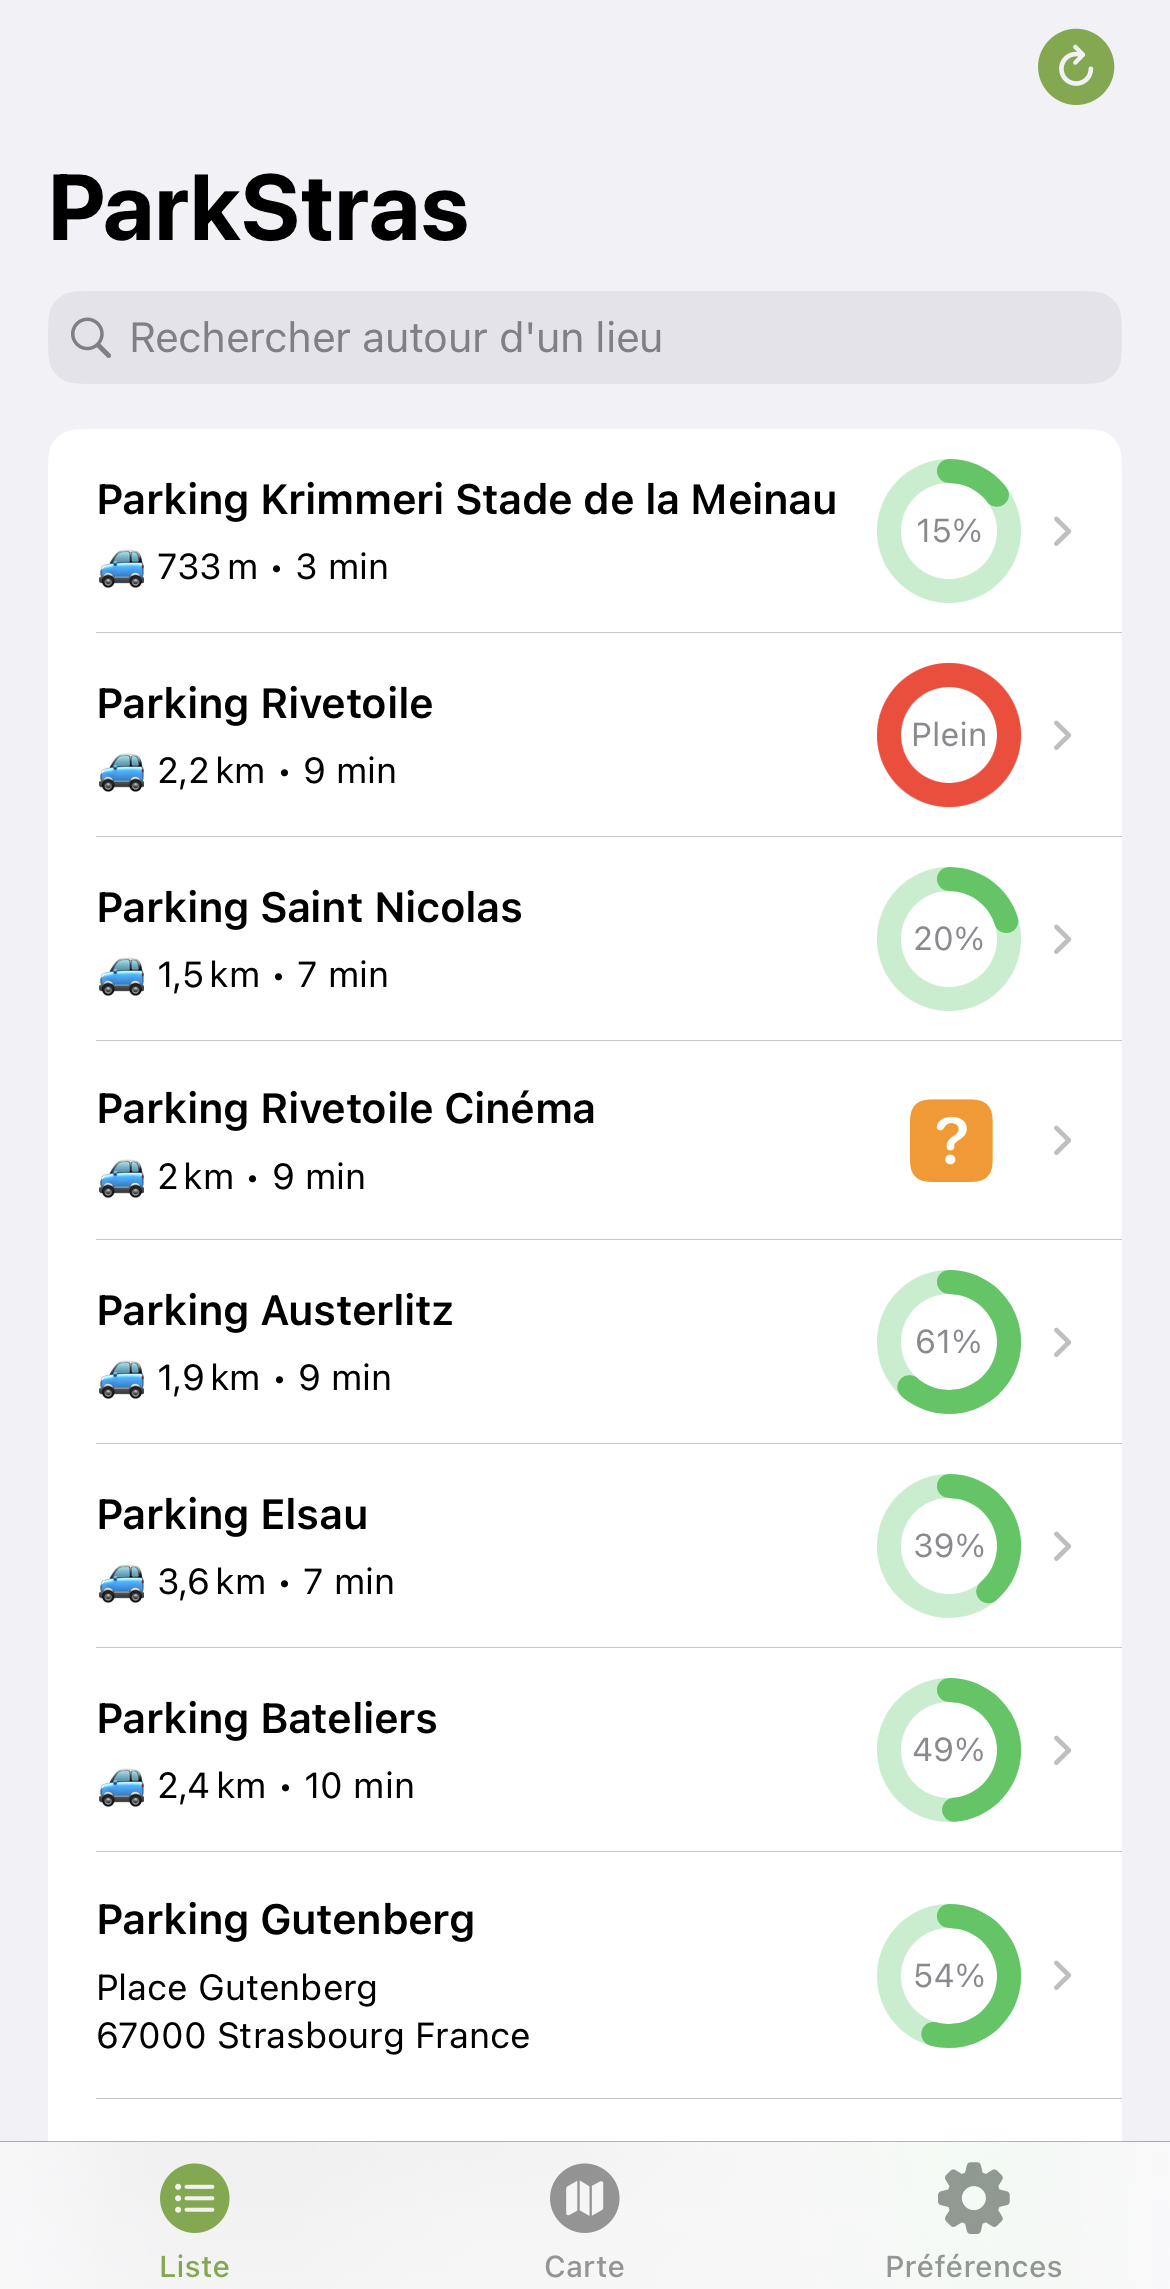 ParkStras
Rechercher autour d'un lieu
Parking Krimmeri Stade de la Meinau
733 m • 3 min
15%
Parking Rivetoile
2,2 km • 9 min
Plein
Parking Saint Nicolas
1,5 km • 7 min
20%
Parking Rivetoile Cinéma
2 km • 9 min
?
Parking Austerlitz
1,9 km • 9 min
61%
Parking Elsau
3,6 km • 7 min
39%
Parking Bateliers
2,4 km • 10 min
49%
Parking Gutenberg
Place Gutenberg
67000 Strasbourg France
54%
Liste
Carte
Préférences